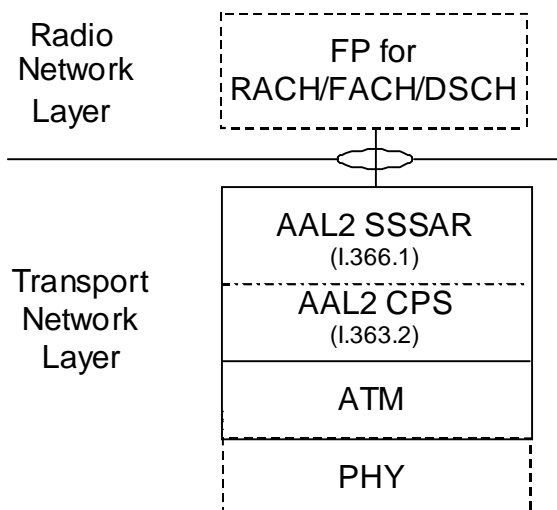 Radio
Network
Layer
FP for
RACH/FACH/DSCH
Transport
Network
Layer
AAL2 SSSAR
(I.366.1)
AAL2 CPS
(I.363.2)
ATM
PHY